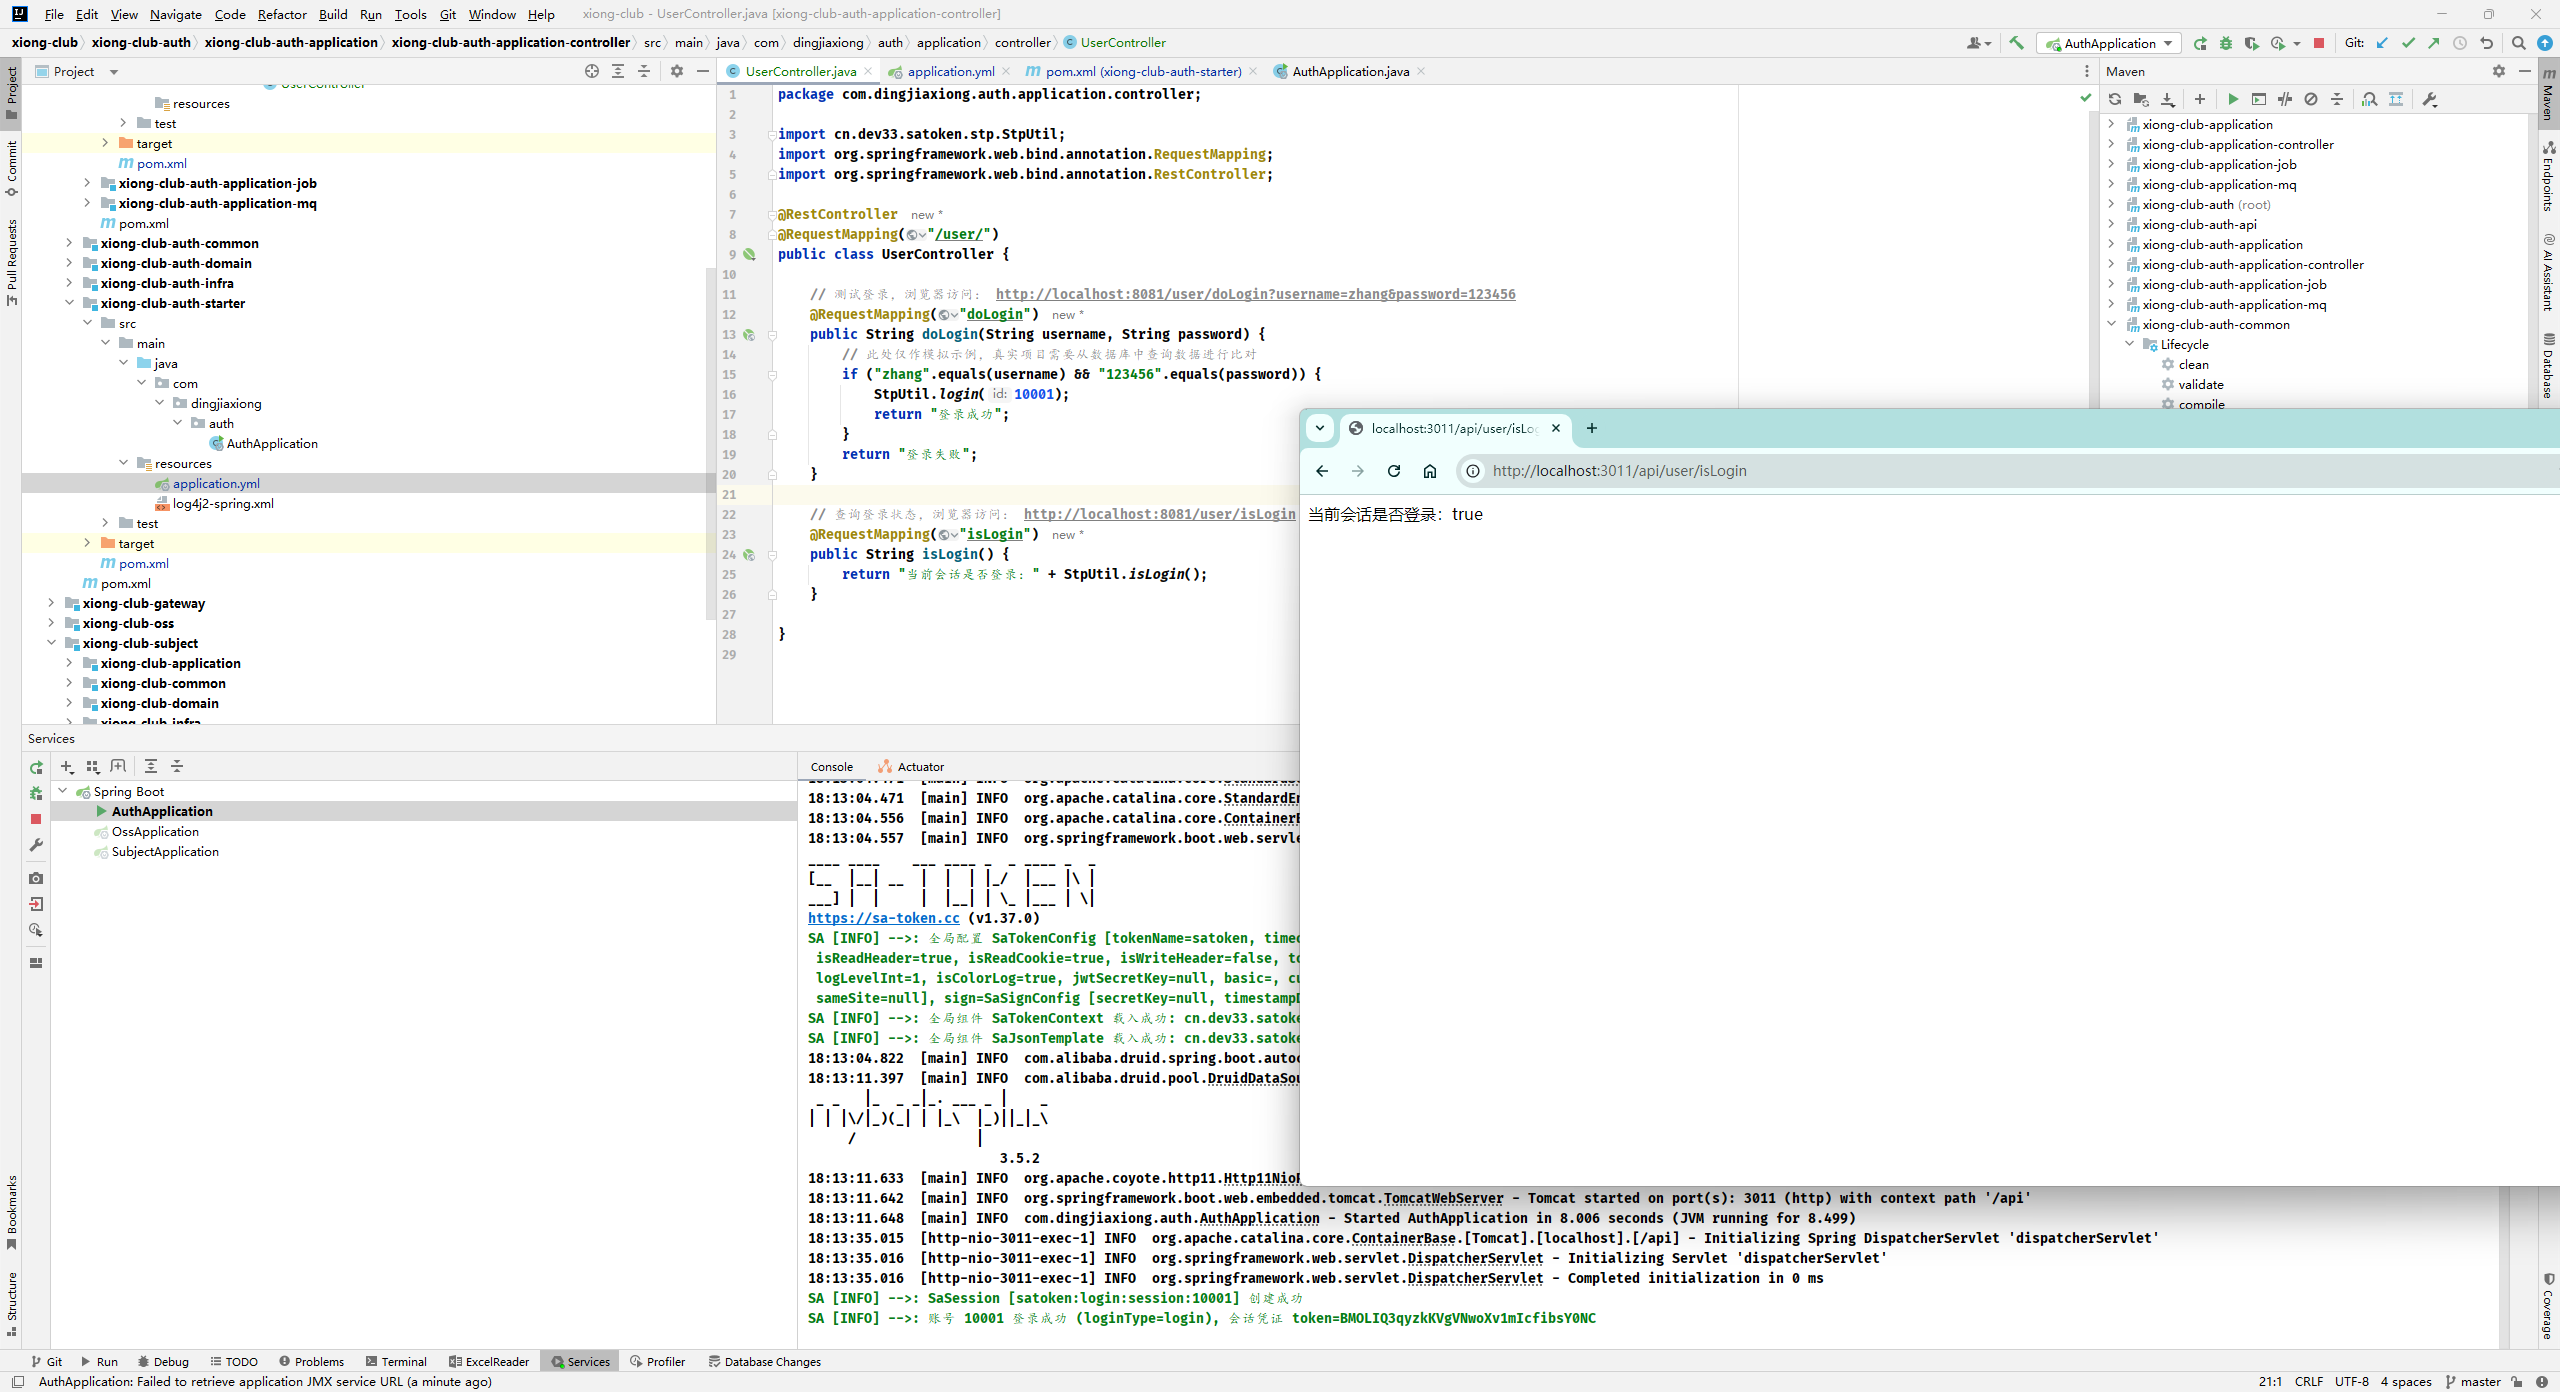 File Edit View Navigate Code Refactor Build Run Tools Git Window Help xiong-club - UserController.java [xiong-club-auth-application-controller]
xiong-club xiong-club-auth xiong-club-auth-application xiong-club-auth-application-controller src main java com dingjiaxiong auth application controller UserController AuthApplication Git:
Project
UserController.java application.yml pom.xml (xiong-club-auth-starter) AuthApplication.java
Maven
Project
Commit
Pull Requests
Bookmarks
Structure
UserController
resources
test
target
pom.xml
xiong-club-auth-application-job
xiong-club-auth-application-mq
pom.xml
xiong-club-auth-common
xiong-club-auth-domain
xiong-club-auth-infra
xiong-club-auth-starter
src
main
java
com
dingjiaxiong
auth
AuthApplication
resources
application.yml
log4j2-spring.xml
test
target
pom.xml
pom.xml
xiong-club-gateway
xiong-club-oss
xiong-club-subject
xiong-club-application
xiong-club-common
xiong-club-domain
xiong-club-infra
1 package com.dingjiaxiong.auth.application.controller;
2
3 import cn.dev33.satoken.stp.StpUtil;
4 import org.springframework.web.bind.annotation.RequestMapping;
5 import org.springframework.web.bind.annotation.RestController;
6
7 @RestController new *
8 @RequestMapping("/user/")
9 public class UserController {
10
11 // 测试登录，浏览器访问： http://localhost:8081/user/doLogin?username=zhang&password=123456
12 @RequestMapping("doLogin") new *
13 public String doLogin(String username, String password) {
14 // 此处仅作模拟示例，真实项目需要从数据库中查询数据进行比对
15 if ("zhang".equals(username) && "123456".equals(password)) {
16 StpUtil.login( id: 10001);
17 return "登录成功";
18 }
19 return "登录失败";
20 }
21
22 // 查询登录状态，浏览器访问： http://localhost:8081/user/isLogin
23 @RequestMapping("isLogin") new *
24 public String isLogin() {
25 return "当前会话是否登录：" + StpUtil.isLogin();
26 }
27
28 }
29
xiong-club-application
xiong-club-application-controller
xiong-club-application-job
xiong-club-application-mq
xiong-club-auth (root)
xiong-club-auth-api
xiong-club-auth-application
xiong-club-auth-application-controller
xiong-club-auth-application-job
xiong-club-auth-application-mq
xiong-club-auth-common
Lifecycle
clean
validate
compile
Maven
Endpoints
AI Assistant
Database
Coverage
localhost:3011/api/user/isLo
http://localhost:3011/api/user/isLogin
当前会话是否登录：true
Services
Spring Boot
AuthApplication
OssApplication
SubjectApplication
Console Actuator
18:13:04.471 [main] INFO org.apache.catalina.core.StandardEn
18:13:04.556 [main] INFO org.apache.catalina.core.Container
18:13:04.557 [main] INFO org.springframework.boot.web.servle
https://sa-token.cc (v1.37.0)
SA [INFO] -->: 全局配置 SaTokenConfig [tokenName=satoken, timeo
isReadHeader=true, isReadCookie=true, isWriteHeader=false, to
logLevelInt=1, isColorLog=true, jwtSecretKey=null, basic=, cu
sameSite=null], sign=SaSignConfig [secretKey=null, timestampD
SA [INFO] -->: 全局组件 SaTokenContext 载入成功: cn.dev33.satoke
SA [INFO] -->: 全局组件 SaJsonTemplate 载入成功: cn.dev33.satoke
18:13:04.822 [main] INFO com.alibaba.druid.spring.boot.autoc
18:13:11.397 [main] INFO com.alibaba.druid.pool.DruidDataSou
3.5.2
18:13:11.633 [main] INFO org.apache.coyote.http11.Http11Nio
18:13:11.642 [main] INFO org.springframework.boot.web.embedded.tomcat.TomcatWebServer - Tomcat started on port(s): 3011 (http) with context path '/api'
18:13:11.648 [main] INFO com.dingjiaxiong.auth.AuthApplication - Started AuthApplication in 8.006 seconds (JVM running for 8.499)
18:13:35.015 [http-nio-3011-exec-1] INFO org.apache.catalina.core.ContainerBase.[Tomcat].[localhost].[/api] - Initializing Spring DispatcherServlet 'dispatcherServlet'
18:13:35.016 [http-nio-3011-exec-1] INFO org.springframework.web.servlet.DispatcherServlet - Initializing Servlet 'dispatcherServlet'
18:13:35.016 [http-nio-3011-exec-1] INFO org.springframework.web.servlet.DispatcherServlet - Completed initialization in 0 ms
SA [INFO] -->: SaSession [satoken:login:session:10001] 创建成功
SA [INFO] -->: 账号 10001 登录成功 (loginType=login), 会话凭证 token=BMOLIQ3qyzkKVgVNwoXv1mIcfibsY0NC
Git Run Debug TODO Problems Terminal ExcelReader Services Profiler Database Changes
AuthApplication: Failed to retrieve application JMX service URL (a minute ago) 21:1 CRLF UTF-8 4 spaces master